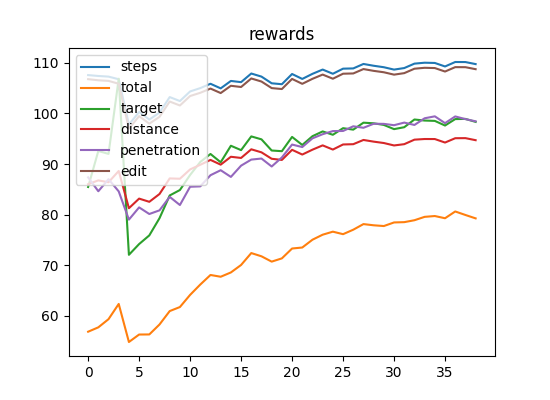 rewards
110
100
90
80
70
60
steps
total
target
distance
penetration
edit
0 5 10 15 20 25 30 35